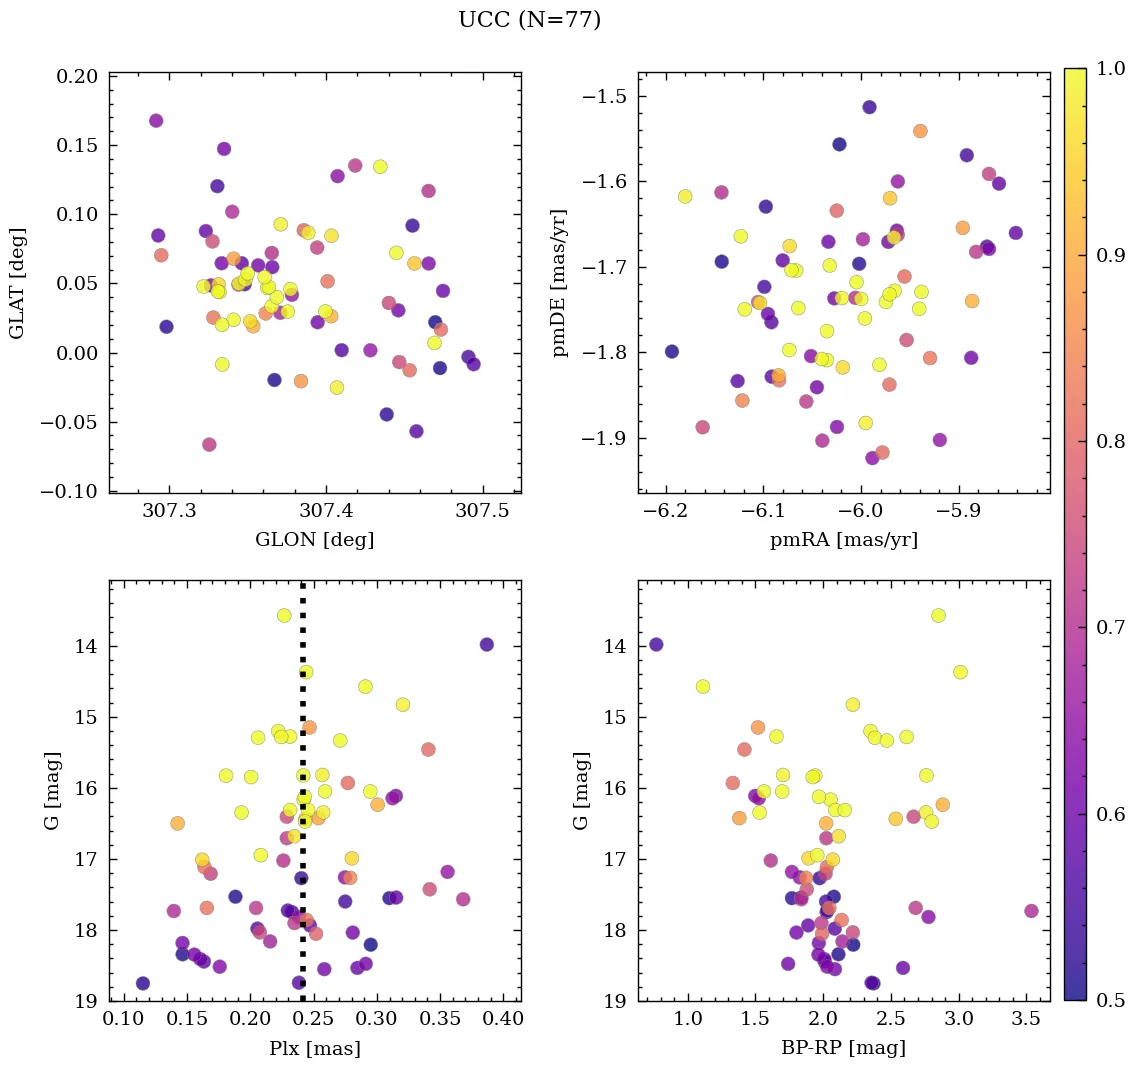 UCC (N=77)
0.20
0.15
0.10
0.05
0.00
−0.05
−0.10
GLAT [deg]
307.3 307.4 307.5
GLON [deg]
−1.5
−1.6
−1.7
−1.8
−1.9
pmDE [mas/yr]
−6.2 −6.1 −6.0 −5.9
pmRA [mas/yr]
14
15
16
17
18
19
G [mag]
0.10 0.15 0.20 0.25 0.30 0.35 0.40
Plx [mas]
14
15
16
17
18
19
G [mag]
1.0 1.5 2.0 2.5 3.0 3.5
BP-RP [mag]
1.0
0.9
0.8
0.7
0.6
0.5